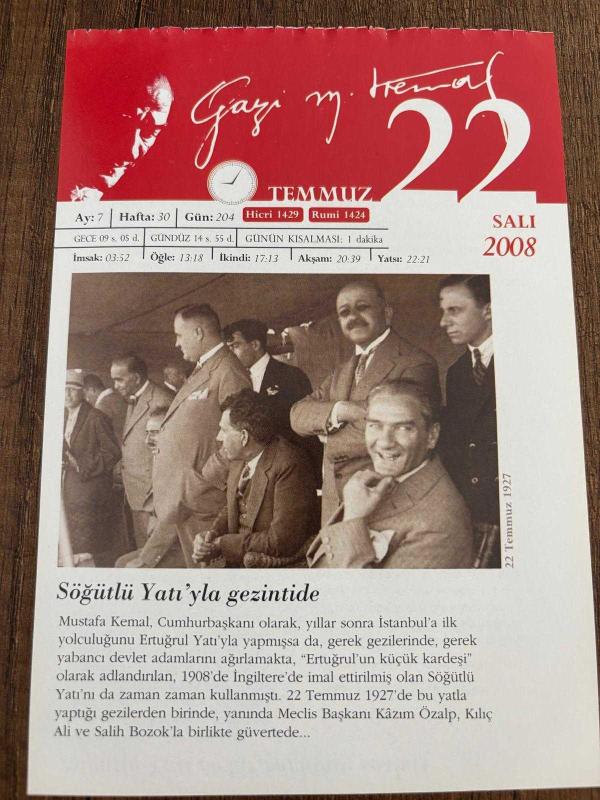 Gazi M. Kemal
TEMMUZ 22
Ay: 7 Hafta: 30 Gün: 204 Hicri 1429 Rumi 1424
SALI
GECE 09 s. 05 d. GÜNDÜZ 14 s. 55 d. GÜNÜN KISALMASI: 1 dakika
2008
İmsak: 03:52 Öğle: 13:18 İkindi: 17:13 Akşam: 20:39 Yatsı: 22:21
22 Temmuz 1927
Söğütlü Yatı’yla gezintide
Mustafa Kemal, Cumhurbaşkanı olarak, yıllar sonra İstanbul’a ilk
yolculuğunu Ertuğrul Yatı’yla yapmışsa da, gerek gezilerinde, gerek
yabancı devlet adamlarını ağırlamakta, “Ertuğrul’un küçük kardeşi”
olarak adlandırılan, 1908’de İngiltere’de imal ettirilmiş olan Söğütlü
Yatı’nı da zaman zaman kullanmıştı. 22 Temmuz 1927’de bu yatla
yaptığı gezilerden birinde, yanında Meclis Başkanı Kâzım Özalp, Kılıç
Ali ve Salih Bozok’la birlikte güvertede...